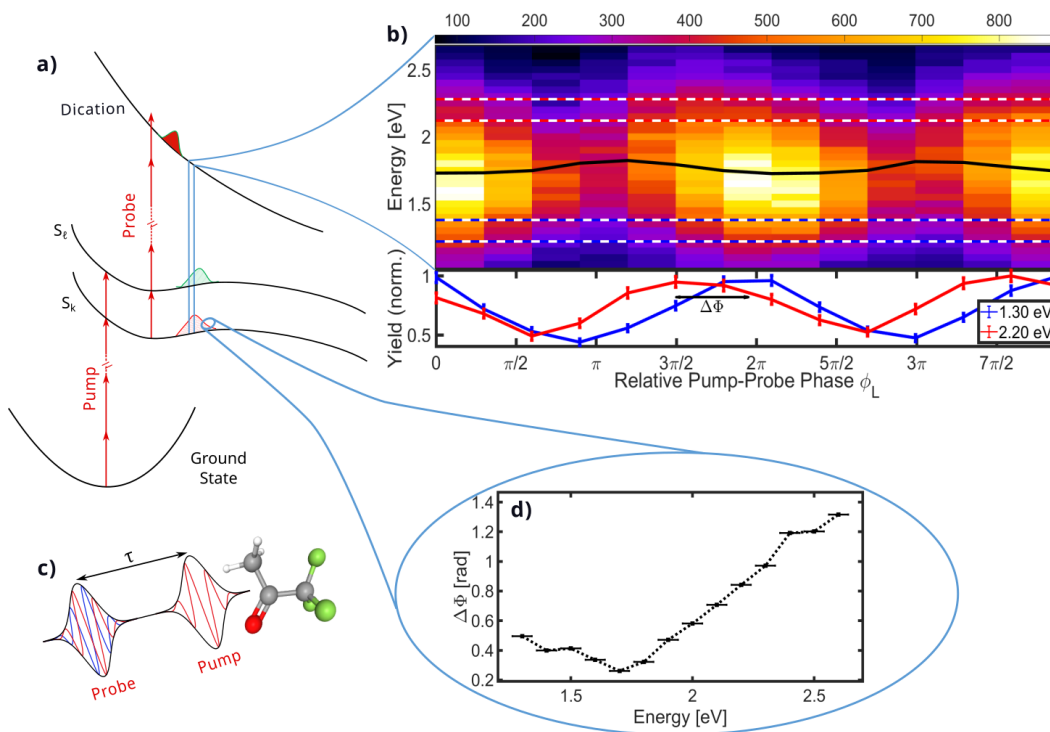 a)
Dication
Probe
Sℓ
Sk
Pump
Ground
State
b)
100 200 300 400 500 600 700 800
Energy [eV]
2.5
2
1.5
Yield (norm.)
1
0.5
ΔΦ
1.30 eV
2.20 eV
0 π/2 π 3π/2 2π 5π/2 3π 7π/2
Relative Pump-Probe Phase ϕL
c)
τ
Probe
Pump
d)
ΔΦ [rad]
1.4
1.2
1
0.8
0.6
0.4
0.2
1.5 2 2.5
Energy [eV]